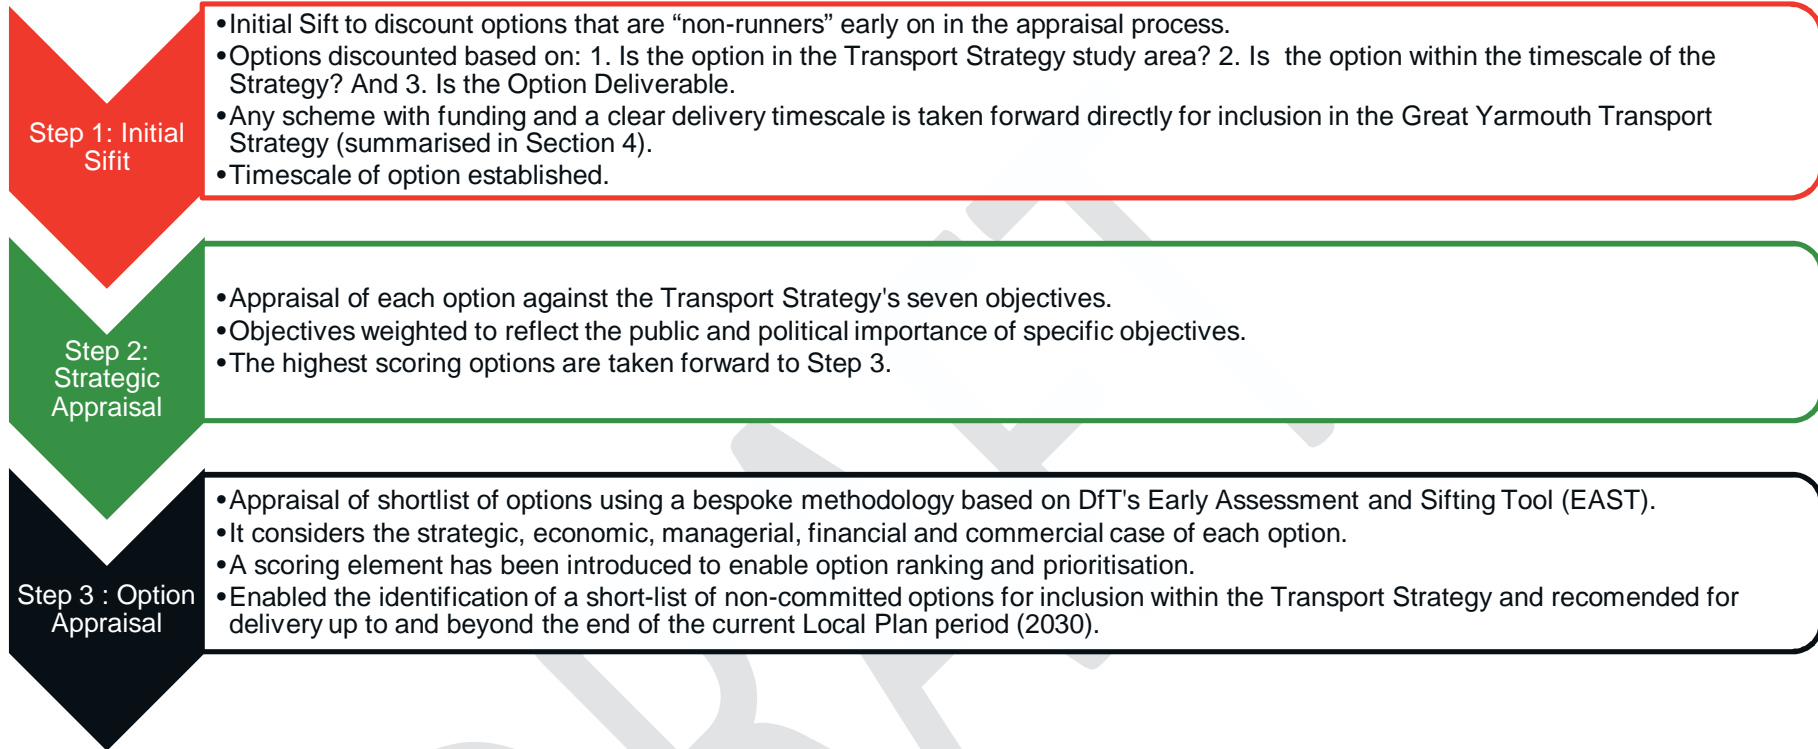 Step 1: Initial
Sifit
•Initial Sift to discount options that are “non-runners” early on in the appraisal process.
•Options discounted based on: 1. Is the option in the Transport Strategy study area? 2. Is  the option within the timescale of the
Strategy? And 3. Is the Option Deliverable.
•Any scheme with funding and a clear delivery timescale is taken forward directly for inclusion in the Great Yarmouth Transport
Strategy (summarised in Section 4).
•Timescale of option established.
Step 2:
Strategic
Appraisal
•Appraisal of each option against the Transport Strategy's seven objectives.
•Objectives weighted to reflect the public and political importance of specific objectives.
•The highest scoring options are taken forward to Step 3.
Step 3 : Option
Appraisal
•Appraisal of shortlist of options using a bespoke methodology based on DfT's Early Assessment and Sifting Tool (EAST).
•It considers the strategic, economic, managerial, financial and commercial case of each option.
•A scoring element has been introduced to enable option ranking and prioritisation.
•Enabled the identification of a short-list of non-committed options for inclusion within the Transport Strategy and recomended for
delivery up to and beyond the end of the current Local Plan period (2030).
DRAFT